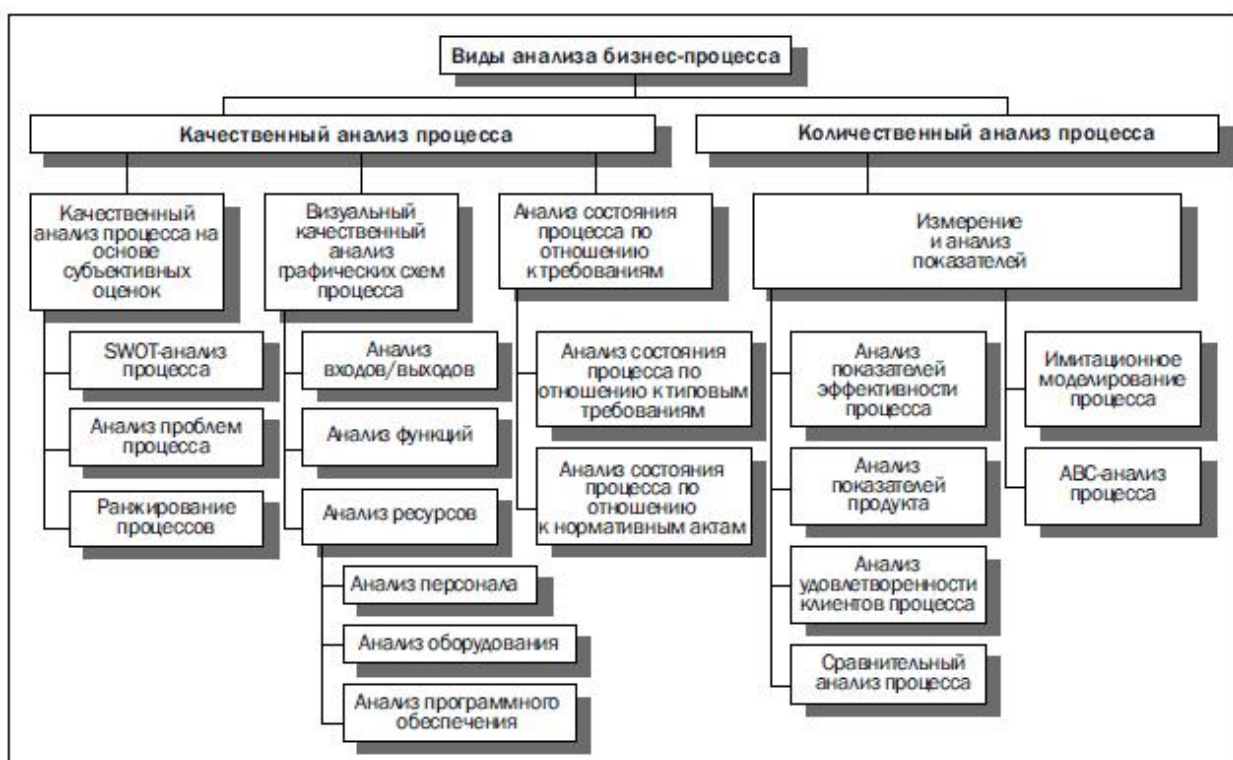 Виды анализа бизнес-процесса
Качественный анализ процесса
Количественный анализ процесса
Качественный
анализ процесса на
основе
субъективных
оценок
Визуальный
качественный
анализ
графических схем
процесса
Анализ состояния
процесса по
отношению
к требованиям
Измерение
и анализ
показателей
SWOT-анализ
процесса
Анализ проблем
процесса
Ранжирование
процессов
Анализ
входов/выходов
Анализ функций
Анализ ресурсов
Анализ персонала
Анализ оборудования
Анализ программного
обеспечения
Анализ состояния
процесса по
отношению к типовым
требованиям
Анализ состояния
процесса по
отношению
к нормативным актам
Анализ
показателей
эффективности
процесса
Анализ
показателей
продукта
Анализ
удовлетворенности
клиентов процесса
Сравнительный
анализ процесса
Имитационное
моделирование
процесса
ABC-анализ
процесса